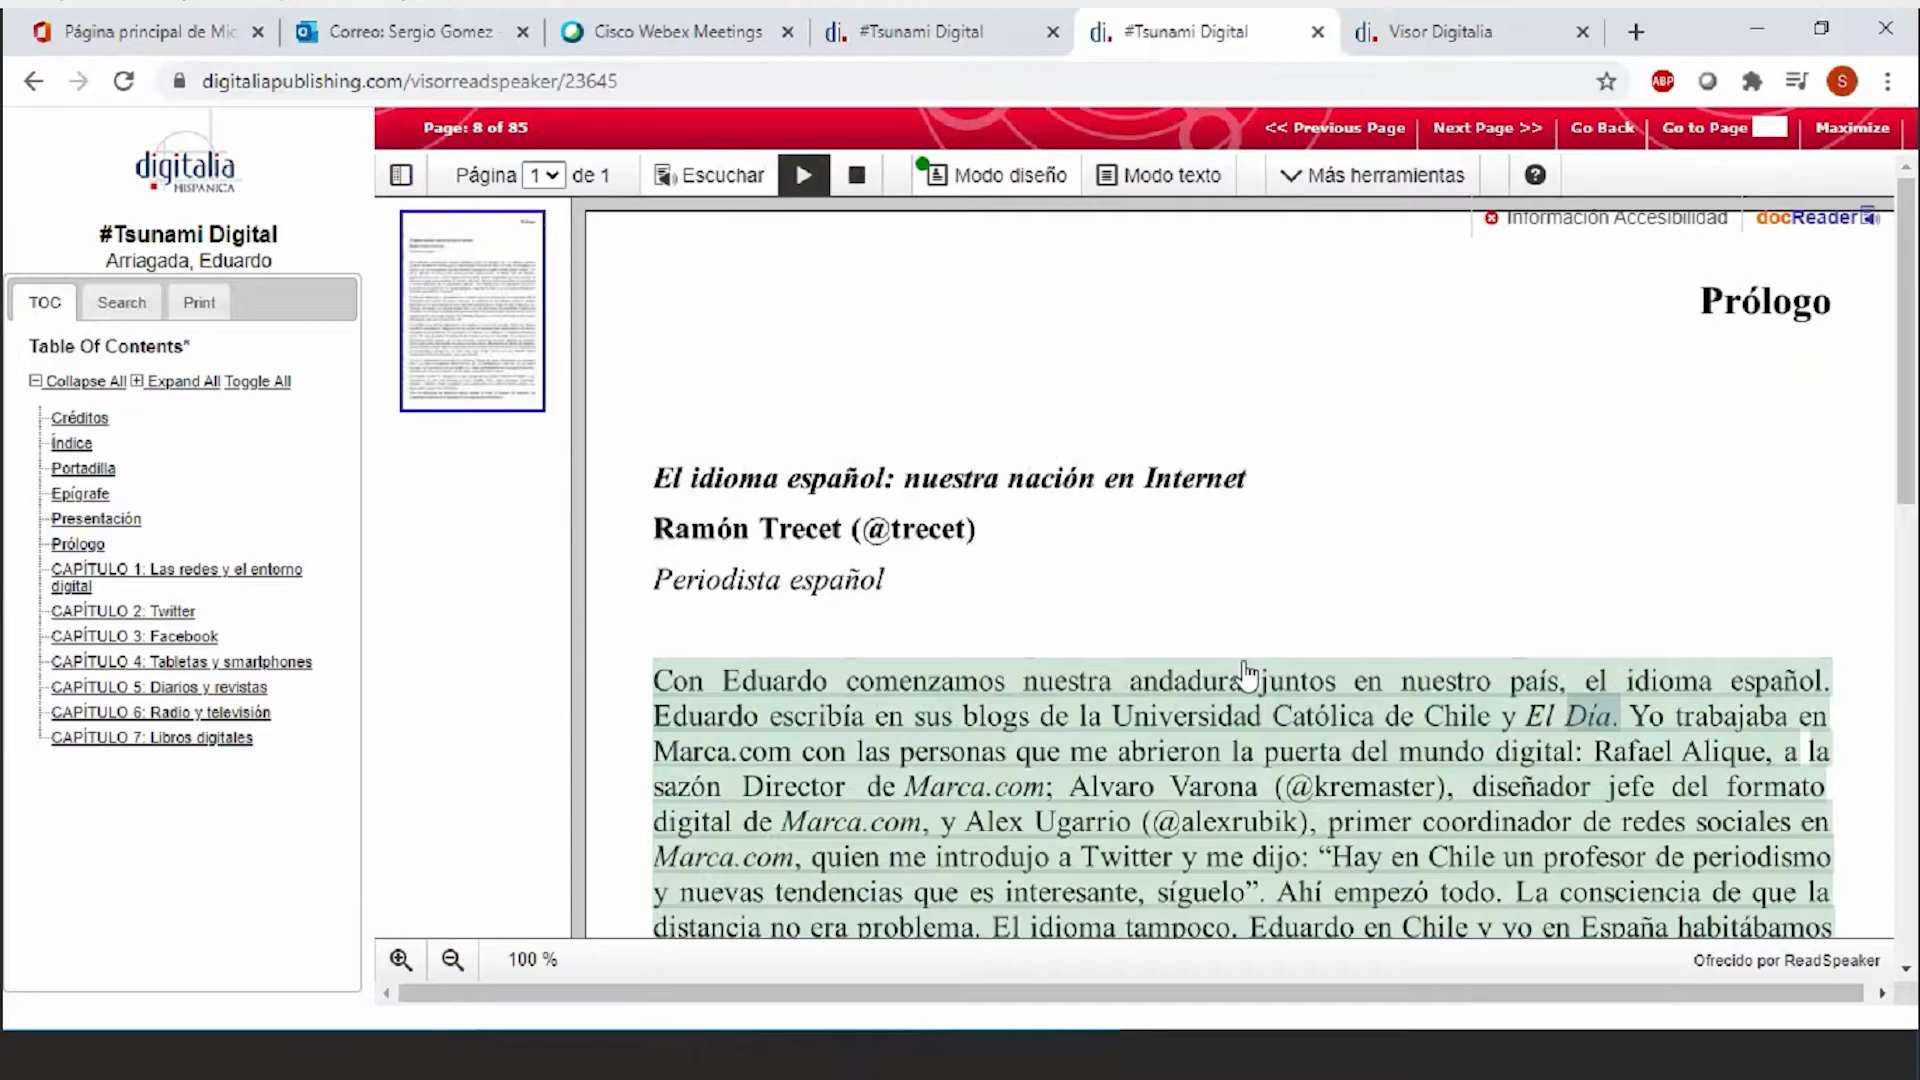 Página principal de Mic
Correo: Sergio Gomez
Cisco Webex Meetings
di. #Tsunami Digital
di. #Tsunami Digital
di. Visor Digitalia
digitaliapublishing.com/visorreadspeaker/23645
ABP
S
digitalia
HISPANICA
#Tsunami Digital
Arriagada, Eduardo
TOC
Search
Print
Table Of Contents*
Collapse All Expand All Toggle All
Créditos
Índice
Portadilla
Epígrafe
Presentación
Prólogo
CAPÍTULO 1: Las redes y el entorno
digital
CAPÍTULO 2: Twitter
CAPÍTULO 3: Facebook
CAPÍTULO 4: Tabletas y smartphones
CAPÍTULO 5: Diarios y revistas
CAPÍTULO 6: Radio y televisión
CAPÍTULO 7: Libros digitales
Page: 8 of 85
<< Previous Page
Next Page >>
Go Back
Go to Page
Maximize
Página 1 de 1
Escuchar
Modo diseño
Modo texto
Más herramientas
?
Información Accesibilidad
docReader
Prólogo
El idioma español: nuestra nación en Internet
Ramón Trecet (@trecet)
Periodista español
Con Eduardo comenzamos nuestra andadura juntos en nuestro país, el idioma español.
Eduardo escribía en sus blogs de la Universidad Católica de Chile y El Día. Yo trabajaba en
Marca.com con las personas que me abrieron la puerta del mundo digital: Rafael Alique, a la
sazón Director de Marca.com; Alvaro Varona (@kremaster), diseñador jefe del formato
digital de Marca.com, y Alex Ugarrio (@alexrubik), primer coordinador de redes sociales en
Marca.com, quien me introdujo a Twitter y me dijo: “Hay en Chile un profesor de periodismo
y nuevas tendencias que es interesante, síguelo”. Ahí empezó todo. La consciencia de que la
distancia no era problema. El idioma tampoco. Eduardo en Chile y yo en España habitábamos
100 %
Ofrecido por ReadSpeaker